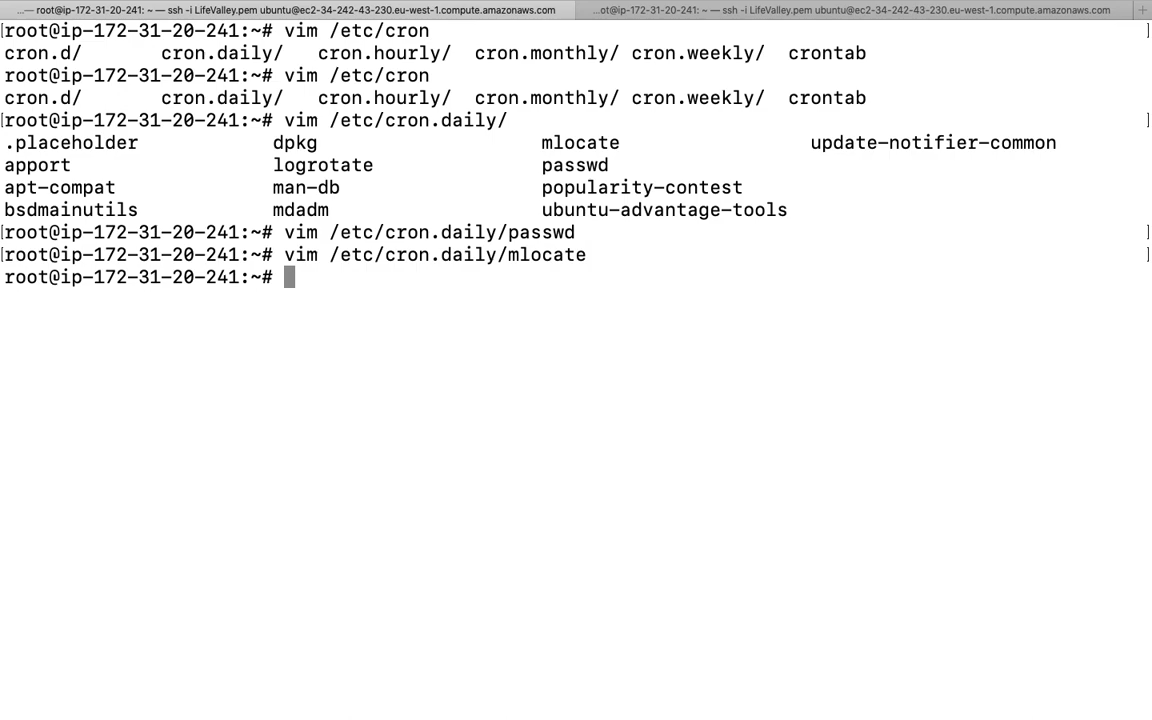 ...— root@ip-172-31-20-241: ~ — ssh -i LifeValley.pem ubuntu@ec2-34-242-43-230.eu-west-1.compute.amazonaws.com ...ot@ip-172-31-20-241: ~ — ssh -i LifeValley.pem ubuntu@ec2-34-242-43-230.eu-west-1.compute.amazonaws.com +
[root@ip-172-31-20-241:~# vim /etc/cron ]
cron.d/ cron.daily/ cron.hourly/ cron.monthly/ cron.weekly/ crontab
root@ip-172-31-20-241:~# vim /etc/cron
cron.d/ cron.daily/ cron.hourly/ cron.monthly/ cron.weekly/ crontab
[root@ip-172-31-20-241:~# vim /etc/cron.daily/ ]
.placeholder dpkg mlocate update-notifier-common
apport logrotate passwd
apt-compat man-db popularity-contest
bsdmainutils mdadm ubuntu-advantage-tools
[root@ip-172-31-20-241:~# vim /etc/cron.daily/passwd ]
[root@ip-172-31-20-241:~# vim /etc/cron.daily/mlocate ]
root@ip-172-31-20-241:~#